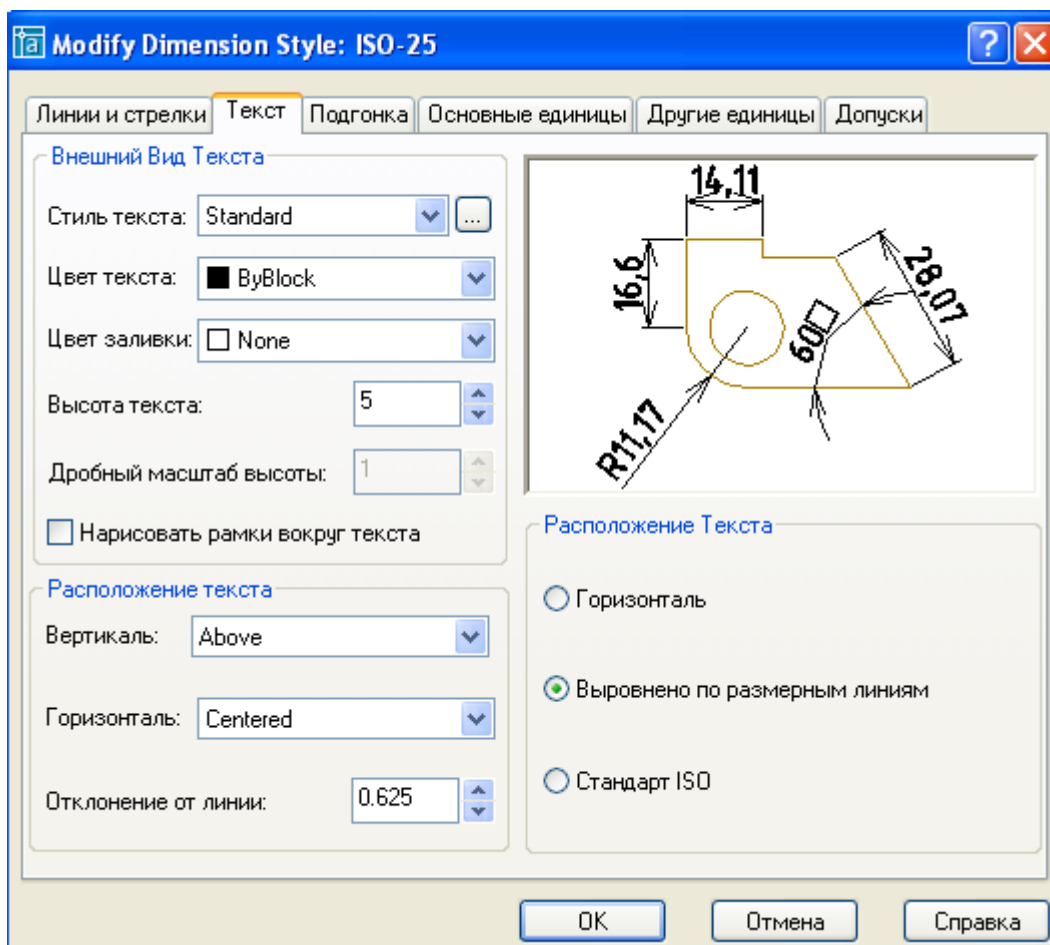 Modify Dimension Style: ISO-25
Линии и стрелки Текст Подгонка Основные единицы Другие единицы Допуски
Внешний Вид Текста
Стиль текста: Standard ...
Цвет текста: ByBlock
Цвет заливки: None
Высота текста: 5
Дробный масштаб высоты: 1
Нарисовать рамки вокруг текста
14,11
16,6
28,07
60□
R11,17
Расположение текста
Вертикаль: Above
Горизонталь: Centered
Отклонение от линии: 0.625
Расположение Текста
Горизонталь
Выровнено по размерным линиям
Стандарт ISO
OK Отмена Справка